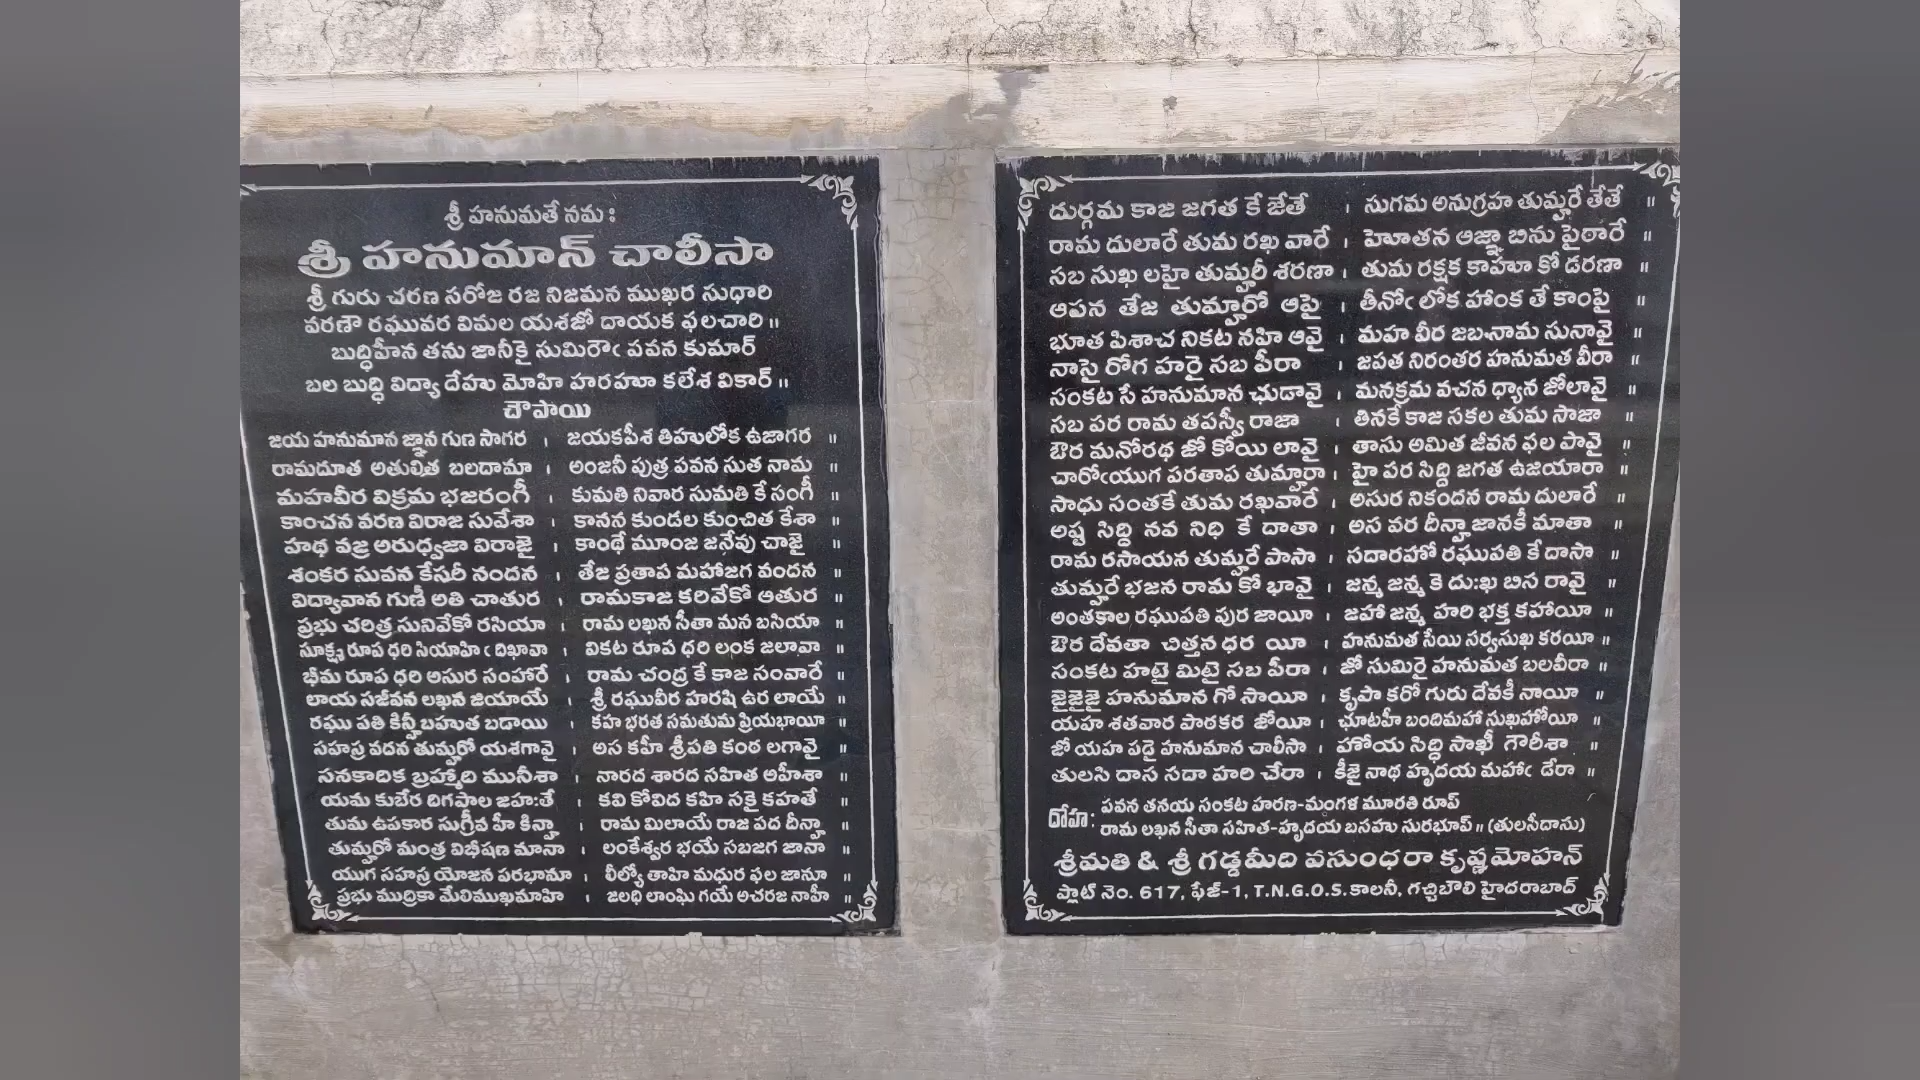 శ్రీ హనుమతే నమః
శ్రీ హనుమాన్ చాలీసా
శ్రీ గురు చరణ సరోజ రజ నిజమన ముఖర సుధారి
వరణౌ రఘువర విమల యశజో దాయక ఫలచారి॥
బుద్ధిహీన తను జానీకై సుమిరౌఁ పవన కుమార్
బల బుద్ధి విద్యా దేహు మోహి హరహూ కలేశ వికార్॥
చౌపాయి
జయ హనుమాన జ్ఞాన గుణ సాగర । జయకపీశ తిహులోక ఉజాగర ॥
రామదూత అతులిత బలదామా । అంజనీ పుత్ర పవన సుత నామ ॥
మహవీర విక్రమ భజరంగీ । కుమతి నివార సుమతి కే సంగీ ॥
కాంచన వరణ విరాజ సువేశా । కానన కుండల కుంచిత కేశా ॥
హథ వజ్ర అరుధ్వజా విరాజై । కాంథే మూంజ జనేవు చాజై ॥
శంకర సువన కేసరీ నందన । తేజ ప్రతాప మహాజగ వందన ॥
విద్యావాన గుణీ అతి చాతుర । రామకాజ కరివేకో ఆతుర ॥
ప్రభు చరిత్ర సునివేకో రసియా । రామ లఖన సీతా మన బసియా ॥
సూక్ష్మ రూప ధరి సియాహిఁ దిఖావా । వికట రూప ధరి లంక జలావా ॥
భీమ రూప ధరి అసుర సంహారే । రామ చంద్ర కే కాజ సంవారే ॥
లాయ సజీవన లఖన జియాయే । శ్రీ రఘువీర హరషి ఉర లాయే ॥
రఘు పతి కిన్హీ బహుత బడాయి । కహ భరత సమతుమ ప్రియభాయీ ॥
సహస్ర వదన తుమ్హరో యశగావై । అస కహీ శ్రీపతి కంఠ లగావై ॥
సనకాదిక బ్రహ్మాది మునీశా । నారద శారద సహిత అహీశా ॥
యమ కుబేర దిగపాల జహఃతే । కవి కోవిద కహి సకై కహతే ॥
తుమ ఉపకార సుగ్రీవ హీ కిన్హా । రామ మిలాయే రాజ పద దీన్హా ॥
తుమ్హరో మంత్ర విభీషణ మానా । లంకేశ్వర భయే సబజగ జానా ॥
యుగ సహస్ర యోజన పరభామా । లీల్యో తాహి మధుర ఫల జానూ ॥
ప్రభు ముద్రికా మేలిముఖమాహి । జలధి లాంఘి గయే అచరజ నాహీ ॥
దుర్గమ కాజ జగత కే జేతే । సుగమ అనుగ్రహ తుమ్హరే తేతే ॥
రామ దులారే తుమ రఖ వారే । హెూతన ఆజ్ఞా బిను పైఠారే ॥
సబ సుఖ లహై తుమ్హరీ శరణా । తుమ రక్షక కాహూ కో డరణా ॥
ఆపన తేజ తుమ్హారో ఆపై । తీనోఁ లోక హాంక తే కాంపై ॥
భూత పిశాచ నికట నహి ఆవై । మహ వీర జబనామ సునావై ॥
నాసై రోగ హరై సబ పీరా । జపత నిరంతర హనుమత వీరా ॥
సంకట సే హనుమాన ఛుడావై । మనక్రమ వచన ధ్యాన జోలావై ॥
సబ పర రామ తపస్వీ రాజా । తినకే కాజ సకల తుమ సాజా ॥
ఔర మనోరథ జో కోయి లావై । తాసు అమిత జీవన ఫల పావై ॥
చారోఁయుగ పరతాప తుమ్హారా । హై పర సిద్ది జగత ఉజియారా ॥
సాధు సంతకే తుమ రఖవారే । అసుర నికందన రామ దులారే ॥
అష్ట సిద్ది నవ నిధి కే దాతా । అస వర దీన్హా జానకీ మాతా ॥
రామ రసాయన తుమ్హరే పాసా । సదారహో రఘుపతి కే దాసా ॥
తుమ్హరే భజన రామ కో భావై । జన్మ జన్మ కె దుఃఖ బిస రావై ॥
అంతకాల రఘుపతి పుర జాయీ । జహా జన్మ హరి భక్త కహాయీ ॥
ఔర దేవతా చిత్తన ధర యీ । హనుమత సేయి సర్వసుఖ కరయీ ॥
సంకట హటై మిటై సబ పీరా । జో సుమిరై హనుమత బలవీరా ॥
జైజైజై హనుమాన గో సాయీ । కృపా కరో గురు దేవకీ నాయీ ॥
యహ శతవార పాఠకర జోయీ । ఛూటహీ బందిమహా సుఖహోయీ ॥
జో యహ పడై హనుమాన చాలీసా । హోయ సిద్ధి సాఖీ గౌరీశా ॥
తులసి దాస సదా హరి చేరా । కీజై నాథ హృదయ మహాఁ డేరా ॥
దోహ: పవన తనయ సంకట హరణ-మంగళ మూరతి రూప్
రామ లఖన సీతా సహిత-హృదయ బసహు సురభూప్॥ (తులసీదాసు)
శ్రీమతి & శ్రీ గడ్డమీది వసుంధరా కృష్ణమోహన్
ప్లాట్ నెం. 617, ఫేజ్-1, T.N.G.O.S.కాలనీ, గచ్చిబౌలి హైదరాబాద్